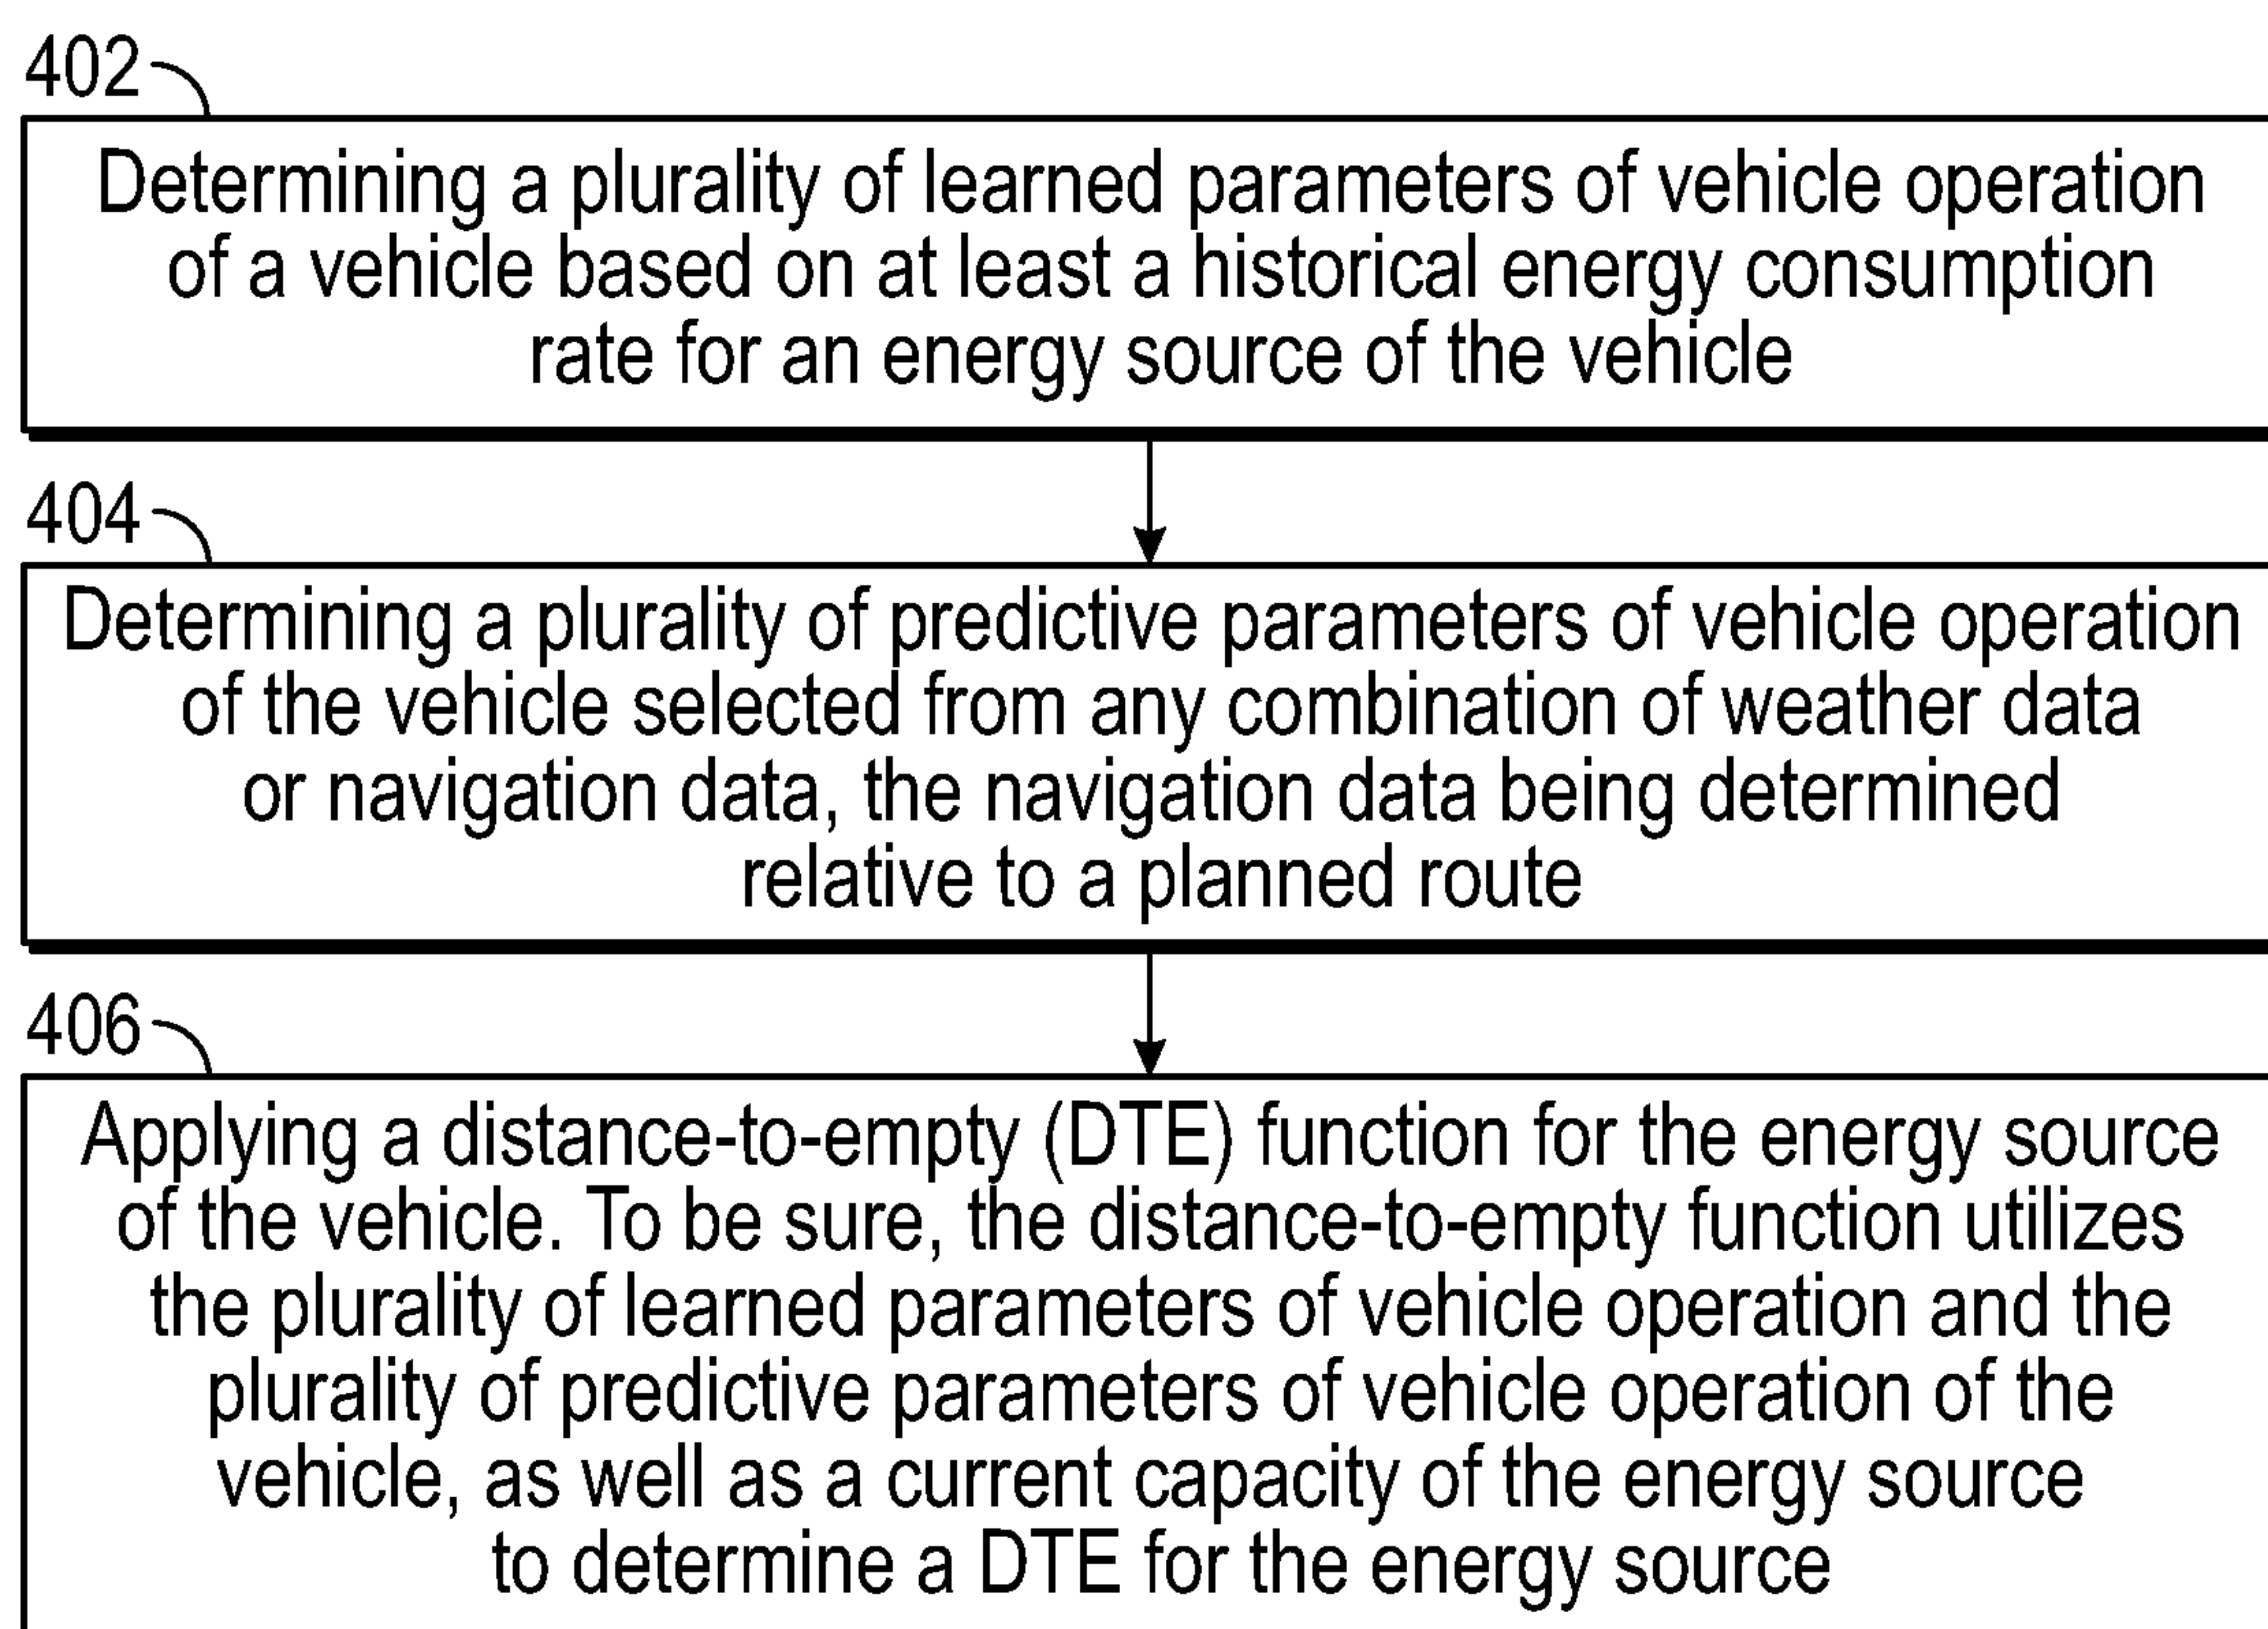 402
Determining a plurality of learned parameters of vehicle operation
of a vehicle based on at least a historical energy consumption
rate for an energy source of the vehicle
404
Determining a plurality of predictive parameters of vehicle operation
of the vehicle selected from any combination of weather data
or navigation data, the navigation data being determined
relative to a planned route
406
Applying a distance-to-empty (DTE) function for the energy source
of the vehicle. To be sure, the distance-to-empty function utilizes
the plurality of learned parameters of vehicle operation and the
plurality of predictive parameters of vehicle operation of the
vehicle, as well as a current capacity of the energy source
to determine a DTE for the energy source